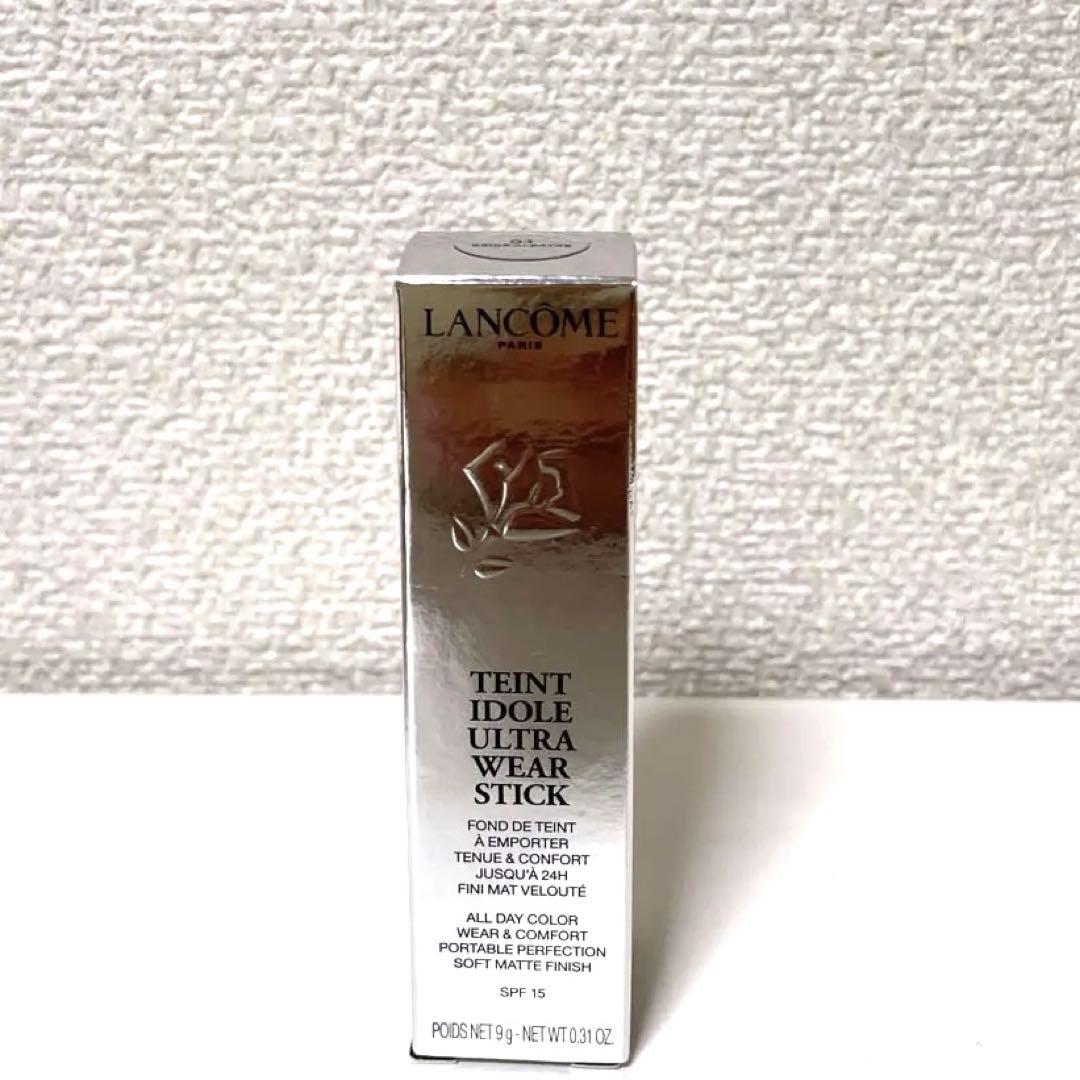 LANCÔME
PARIS
TEINT
IDOLE
ULTRA
WEAR
STICK
FOND DE TEINT
À EMPORTER
TENUE & CONFORT
JUSQU'À 24H
FINI MAT VELOUTÉ
ALL DAY COLOR
WEAR & COMFORT
PORTABLE PERFECTION
SOFT MATTE FINISH
SPF 15
POIDS NET 9 g - NET WT 0.31 OZ.